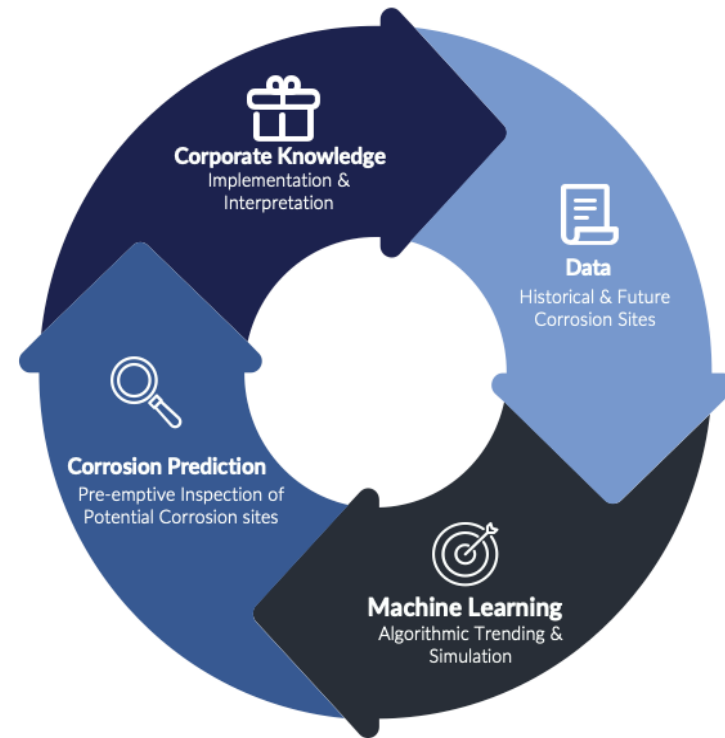 Corporate Knowledge
Implementation &
Interpretation
Data
Historical & Future
Corrosion Sites
Machine Learning
Algorithmic Trending &
Simulation
Corrosion Prediction
Pre-emptive Inspection of
Potential Corrosion sites